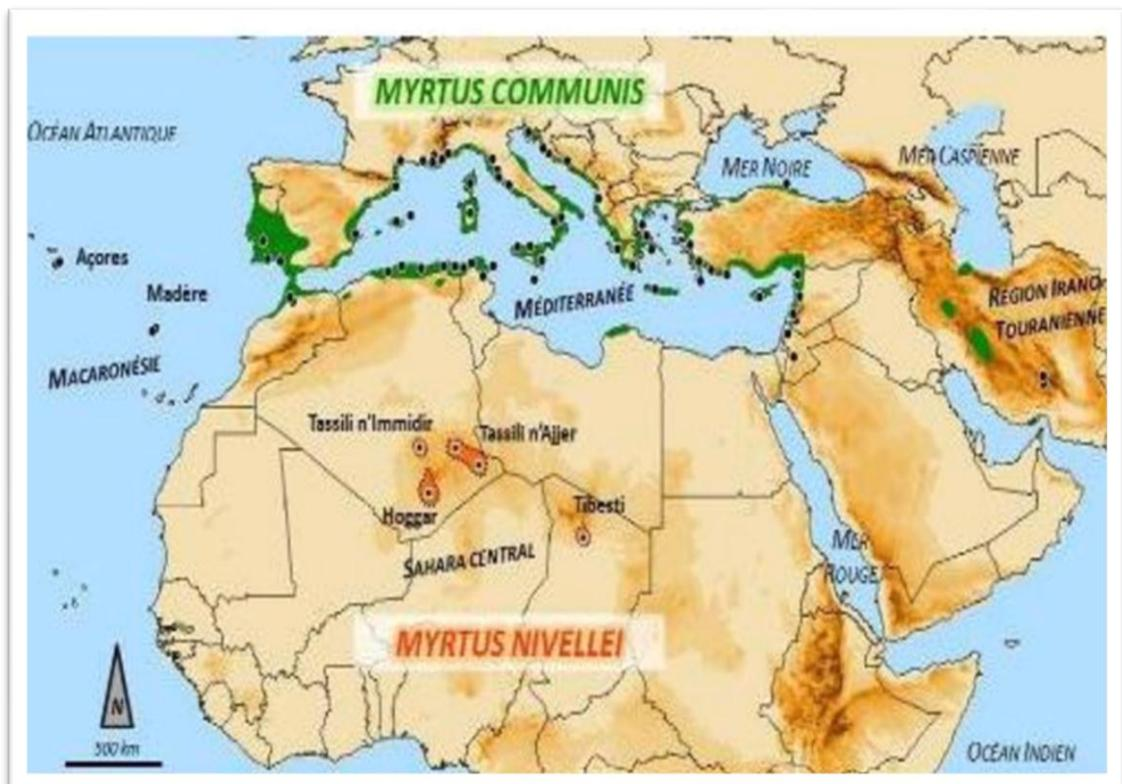 MYRTUS COMMUNIS
OCÉAN ATLANTIQUE
MER NOIRE
MER CASPÏENNE
Açores
Madère
MACARONÉSIE
MÉDITERRANÉE
RÉGION IRANO-
TOURANIENNE
Tassili n'Immidir
Tassili n'Ajjer
Hoggar
Tibesti
SAHARA CENTRAL
MER
ROUGE
MYRTUS NIVELLEI
N
500 km
OCÉAN INDIEN